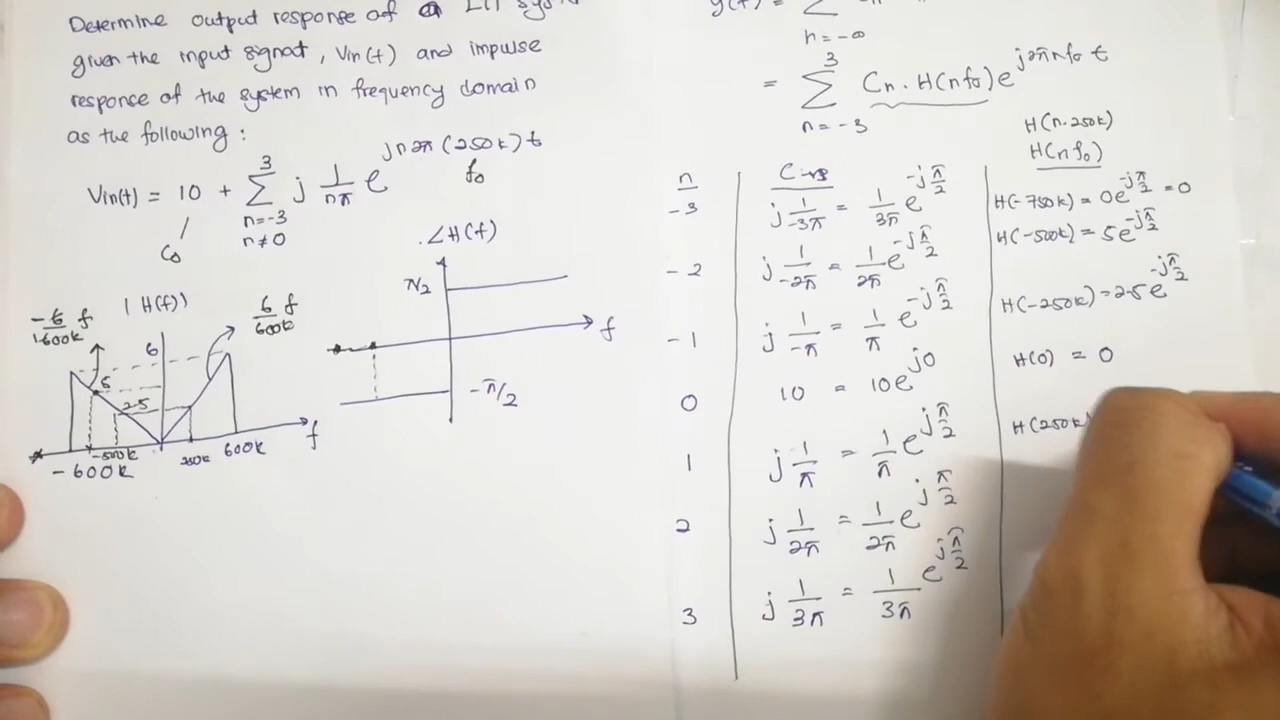 Determine output response of a LTI
given the input signal, Vin(t) and impulse
response of the system in frequency domain
as the following :
Vin(t) = 10 + Σ j 1/nπ e^jn2π(250k)t
3
n=-3
n≠0
C₀
f₀
|H(f)|
-6/600k f
6/600k f
6
5
2.5
-600k
-500k
250k
600k
f
∠H(f)
π/2
-π/2
f
y(t) = Σ
n=-∞
= Σ Cn.H(nf₀)e^j2πnf₀t
3
n=-3
H(n.250k)
n Cn H(nf₀)
-3 j 1/-3π = 1/3π e^-jπ/2 H(-750k) = 0e^-jπ/2 = 0
-2 j 1/-2π = 1/2π e^-jπ/2 H(-500k) = 5e^-jπ/2
-1 j 1/-π = 1/π e^-jπ/2 H(-250k) = 2.5e^-jπ/2
0 10 = 10e^j0 H(0) = 0
1 j 1/π = 1/π e^jπ/2 H(250k)
2 j 1/2π = 1/2π e^jπ/2
3 j 1/3π = 1/3π e^jπ/2